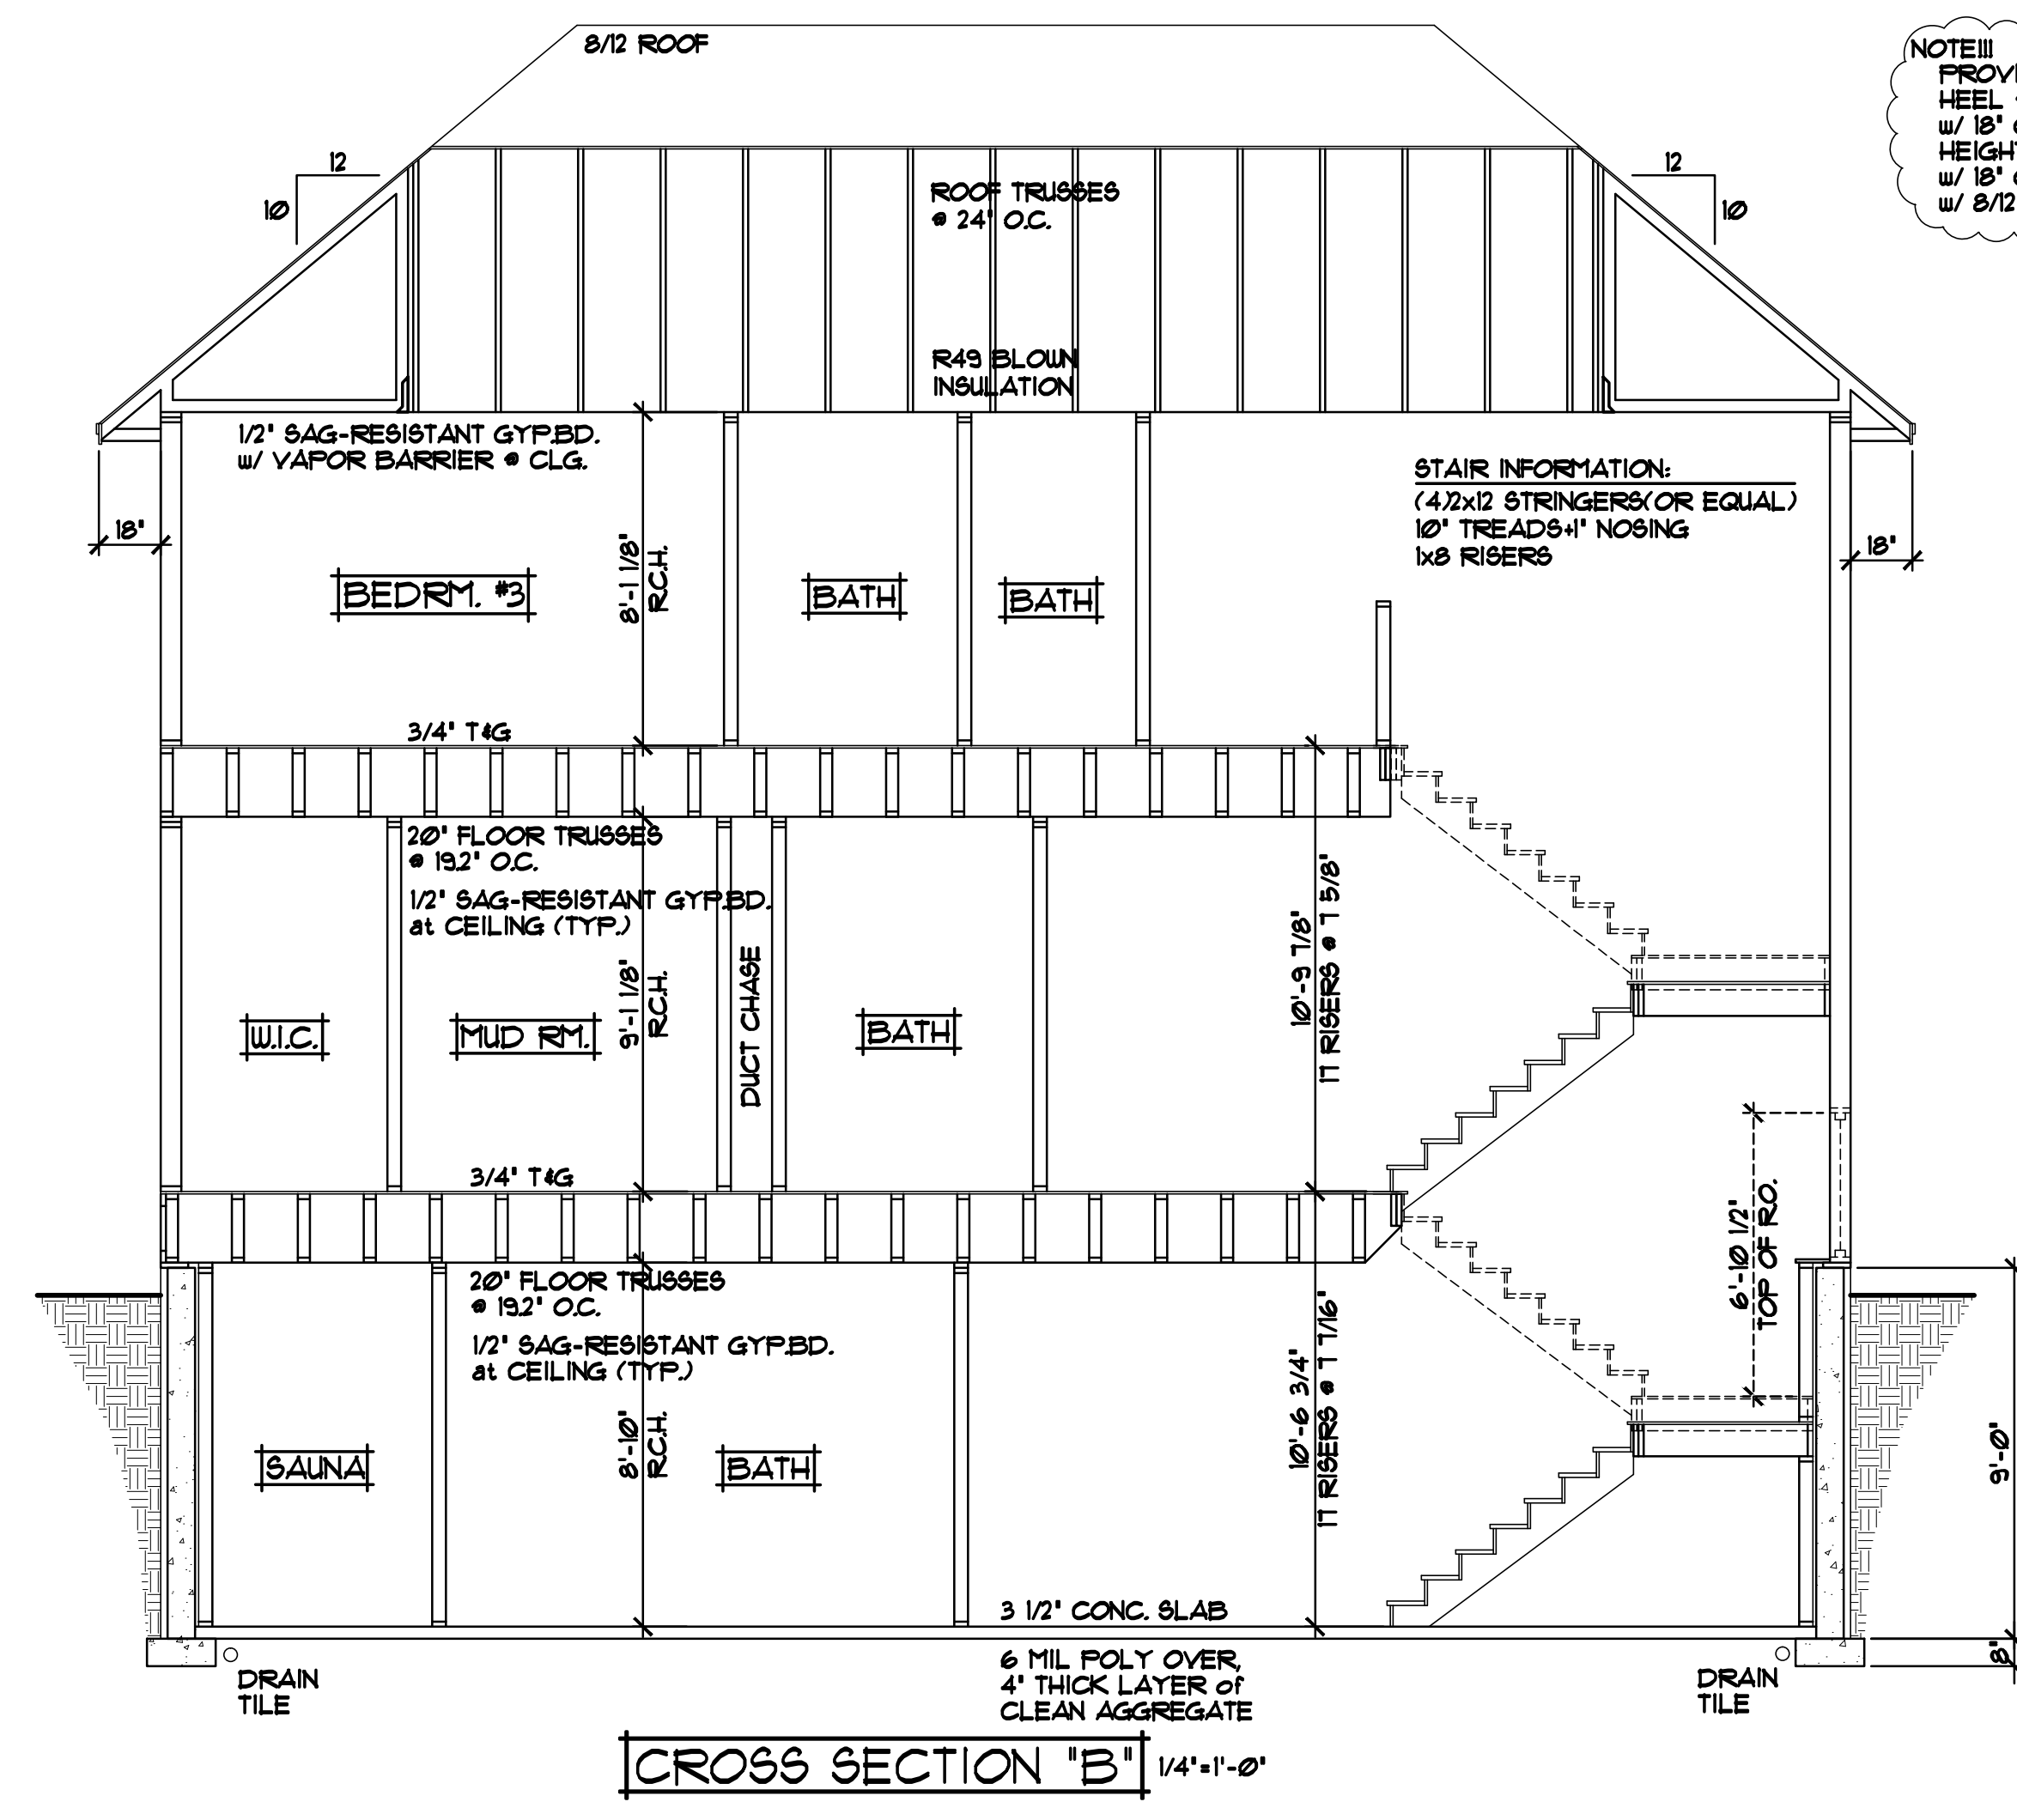 8/12 ROOF
NOTE!!!
HEEL
w/ 18"
w/ 18"
w/ 8/12
12
10
12
10
ROOF TRUSSES
@ 24" O.C.
R49 BLOWN
INSULATION
1/2" SAG-RESISTANT GYP.BD.
w/ VAPOR BARRIER @ CLG.
STAIR INFORMATION:
(4)2x12 STRINGERS(OR EQUAL)
10" TREADS+1" NOSING
1x8 RISERS
18"
18"
8'-1 1/8"
R.C.H.
BEDRM. #3
BATH
BATH
3/4" T&G
20" FLOOR TRUSSES
@ 19.2" O.C.
1/2" SAG-RESISTANT GYP.BD.
at CEILING (TYP.)
10'-9 7/8"
17 RISERS @ 7 5/8"
9'-1 1/8"
R.C.H.
DUCT CHASE
W.I.C.
MUD RM.
BATH
3/4" T&G
6'-10 1/2"
TOP OF R.O.
20" FLOOR TRUSSES
@ 19.2" O.C.
1/2" SAG-RESISTANT GYP.BD.
at CEILING (TYP.)
10'-6 3/4"
17 RISERS @ 7 7/16"
8'-10"
R.C.H.
9'-0"
SAUNA
BATH
3 1/2" CONC. SLAB
8"
6 MIL POLY OVER,
4" THICK LAYER of
CLEAN AGGREGATE
DRAIN
TILE
DRAIN
TILE
CROSS SECTION "B"
1/4"=1'-0"